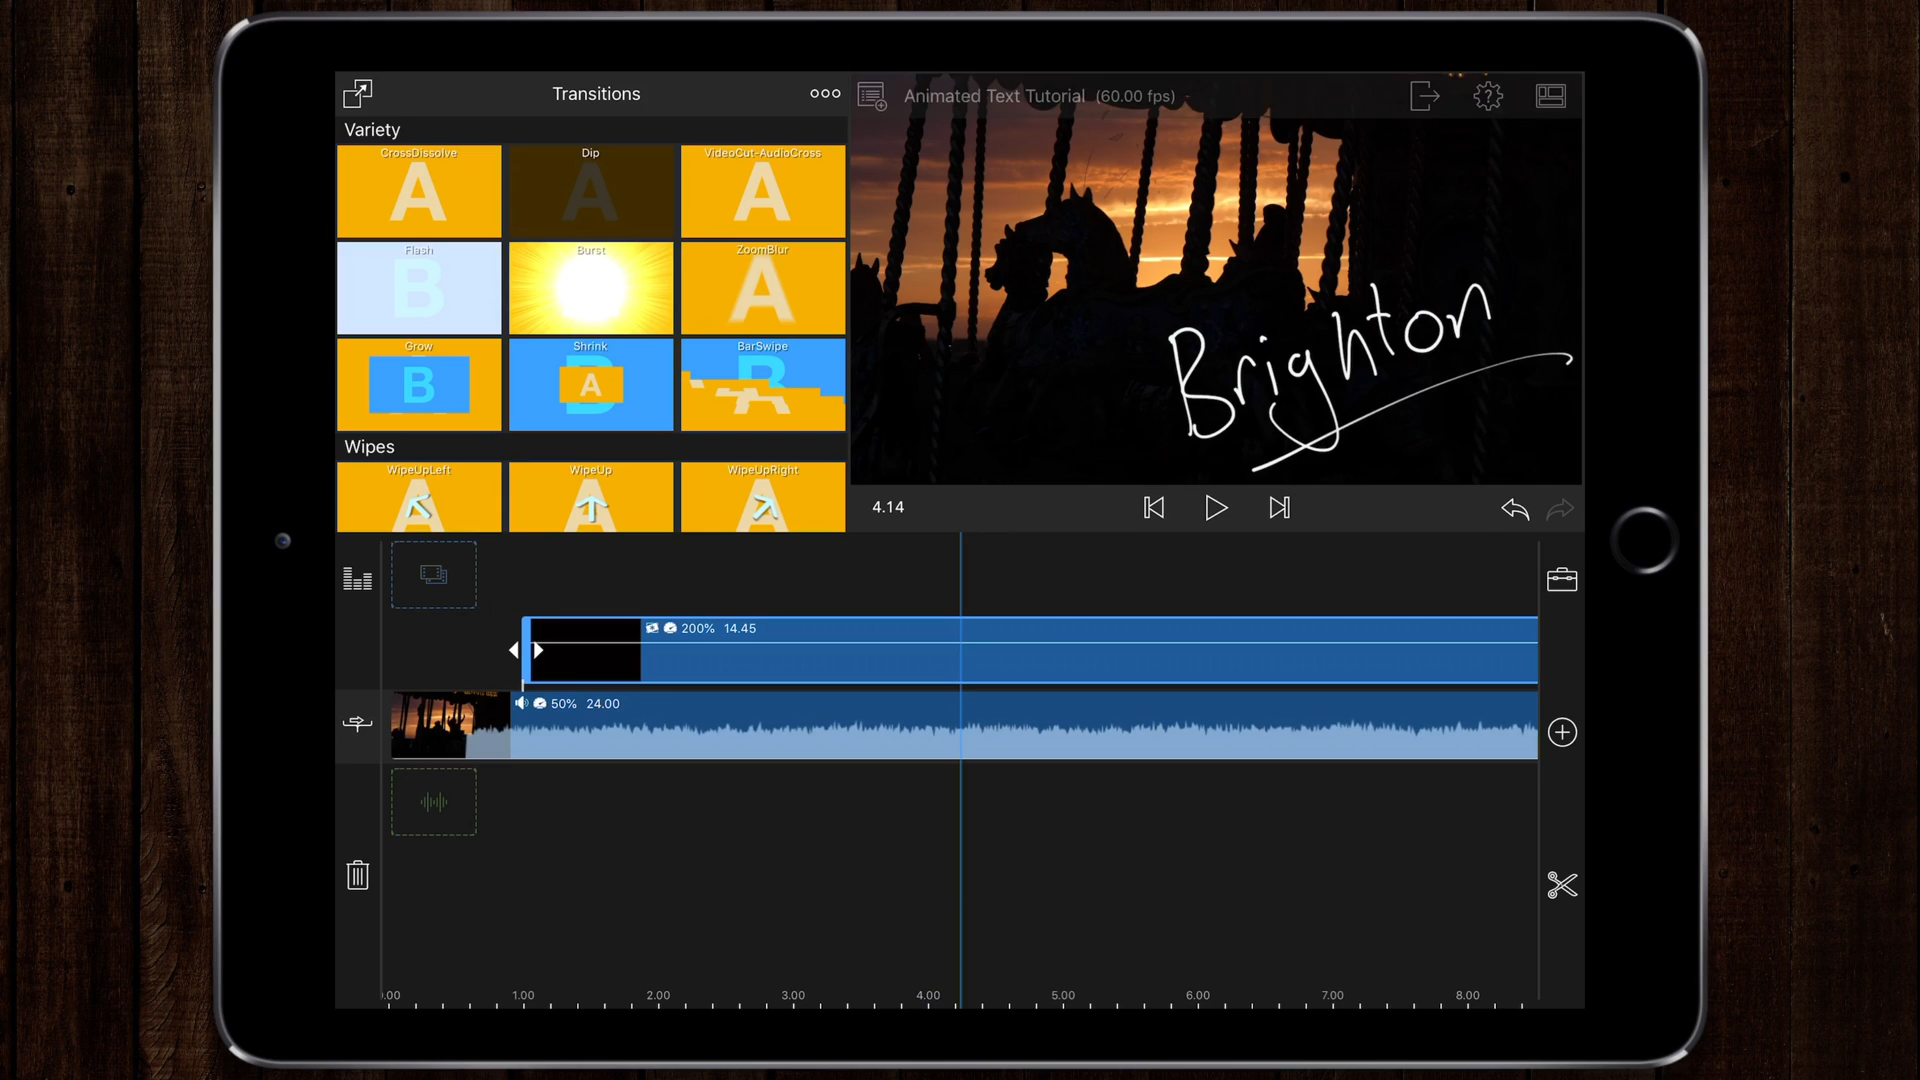 Transitions
Animated Text Tutorial (60.00 fps)
Variety
CrossDissolve
Dip
VideoCut-AudioCross
A
A
A
Flash
Burst
ZoomBlur
B
A
Grow
Shrink
BarSwipe
B
A
B
A
Brighton
Wipes
WipeUpLeft
WipeUp
WipeUpRight
A
A
A
4.14
200% 14.45
50% 24.00
0.00 1.00 2.00 3.00 4.00 5.00 6.00 7.00 8.00